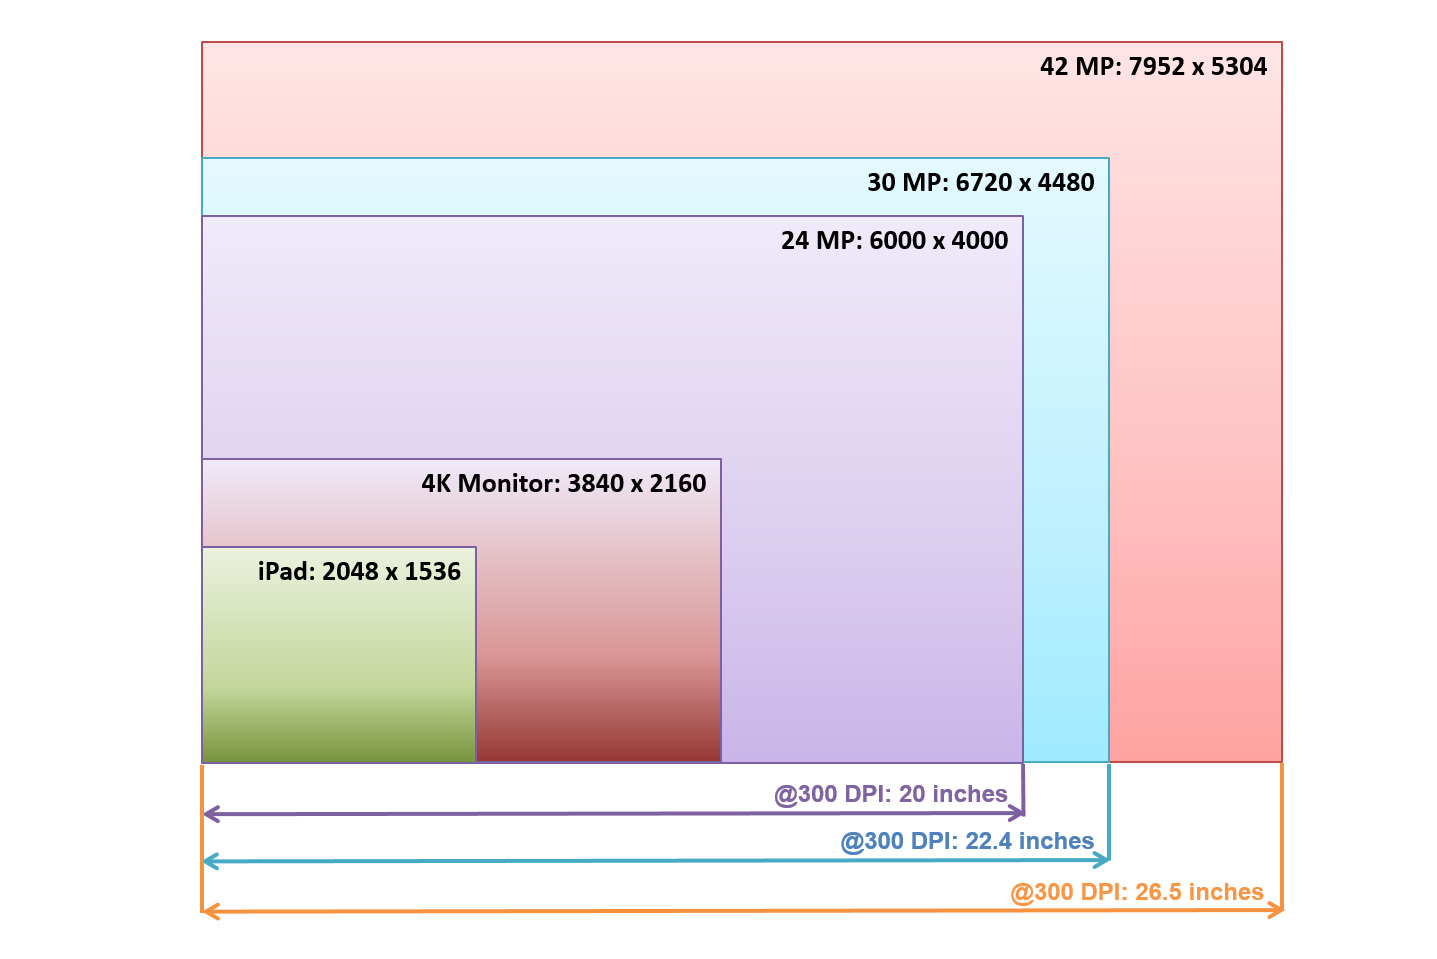 42 MP: 7952 x 5304
30 MP: 6720 x 4480
24 MP: 6000 x 4000
4K Monitor: 3840 x 2160
iPad: 2048 x 1536
@300 DPI: 20 inches
@300 DPI: 22.4 inches
@300 DPI: 26.5 inches